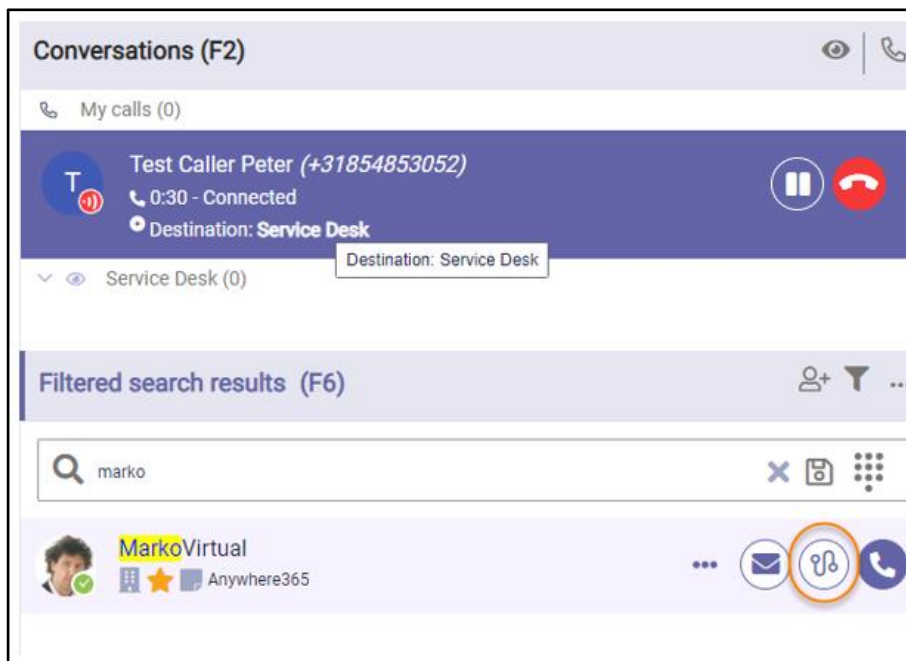 Conversations (F2)
My calls (0)
T
Test Caller Peter (+31854853052)
0:30 - Connected
Destination: Service Desk
Destination: Service Desk
Service Desk (0)
Filtered search results (F6)
marko
MarkoVirtual
Anywhere365